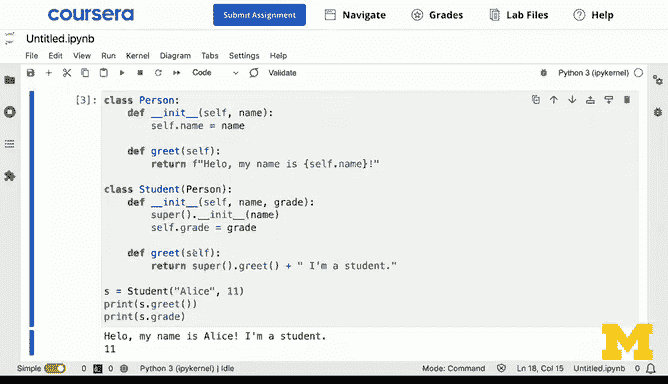 coursera
Submit Assignment
Navigate
Grades
Lab Files
Help
Untitled.ipynb
File Edit View Run Kernel Diagram Tabs Settings Help
Code
Validate
Python 3 (ipykernel)
[3]: class Person:
    def __init__(self, name):
        self.name = name
    def greet(self):
        return f"Helo, my name is {self.name}!"
class Student(Person):
    def __init__(self, name, grade):
        super().__init__(name)
        self.grade = grade
    def greet(self):
        return super().greet() + " I'm a student."
s = Student("Alice", 11)
print(s.greet())
print(s.grade)
Helo, my name is Alice! I'm a student.
11
M
Simple 0 Python 3 (ipykernel) | Idle Mode: Command Ln 18, Col 15 Untitled.ipynb 0